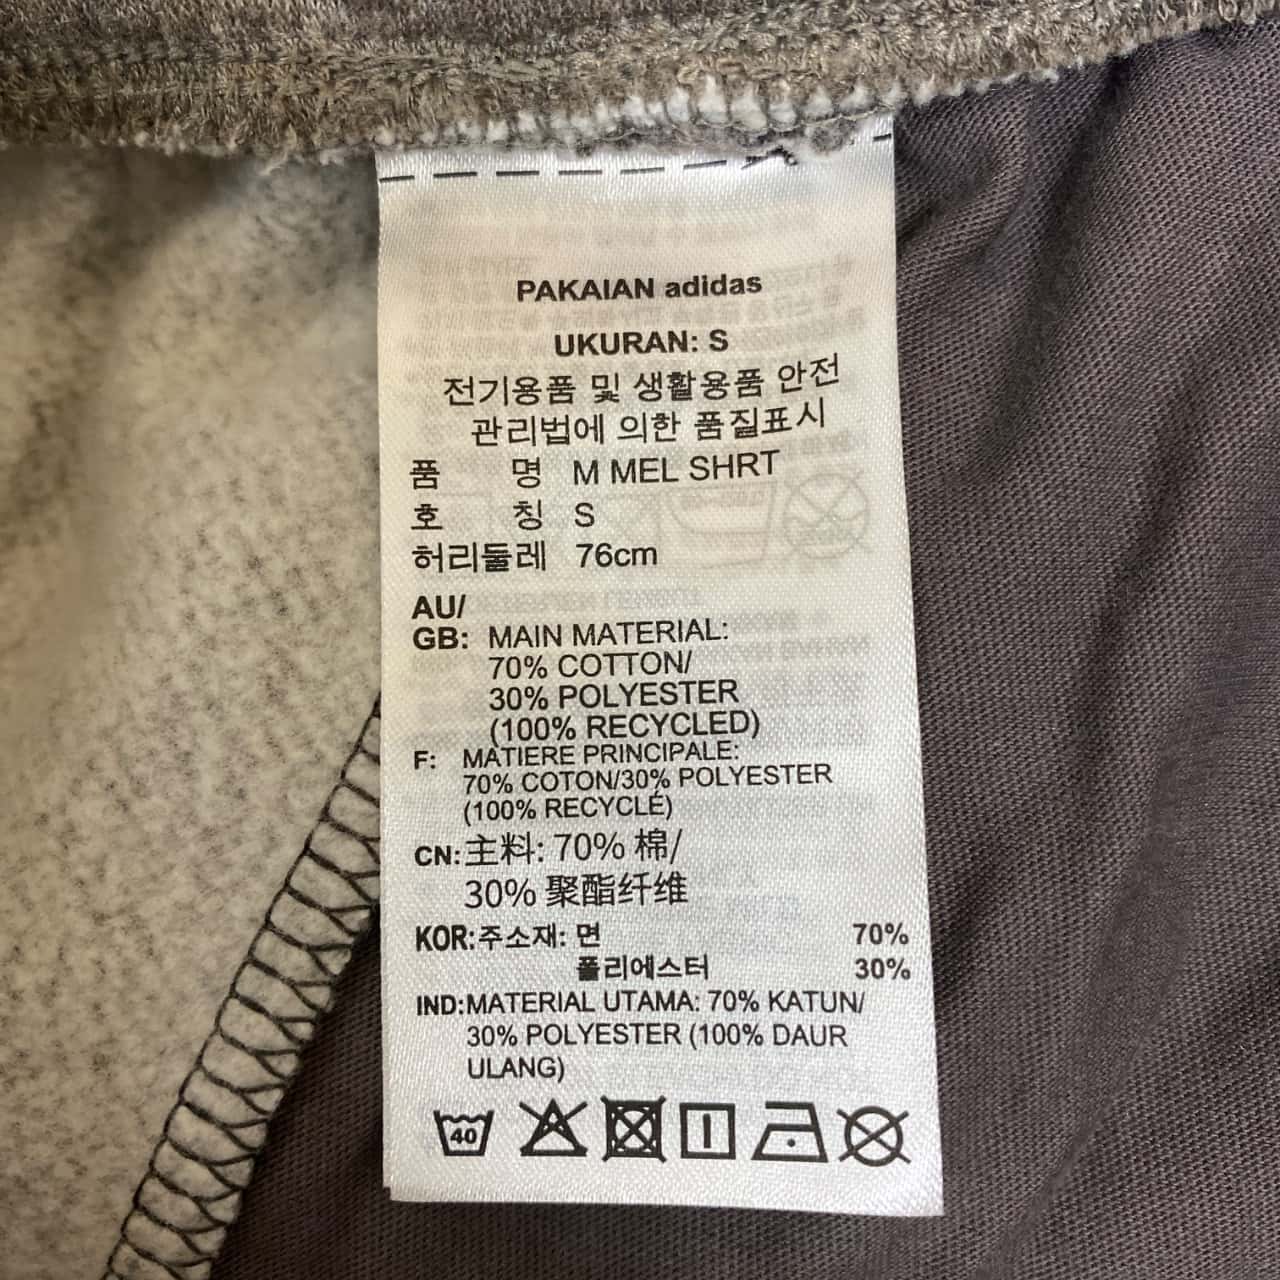 PAKAIAN adidas
UKURAN: S
전기용품 및 생활용품 안전
관리법에 의한 품질표시
품 명 M MEL SHRT
호 칭 S
허리둘레 76cm
AU/
GB: MAIN MATERIAL:
70% COTTON/
30% POLYESTER
(100% RECYCLED)
F: MATIERE PRINCIPALE:
70% COTON/30% POLYESTER
(100% RECYCLÉ)
CN: 主料: 70% 棉/
30% 聚酯纤维
KOR: 주소재: 면 70%
폴리에스터 30%
IND: MATERIAL UTAMA: 70% KATUN/
30% POLYESTER (100% DAUR
ULANG)
40